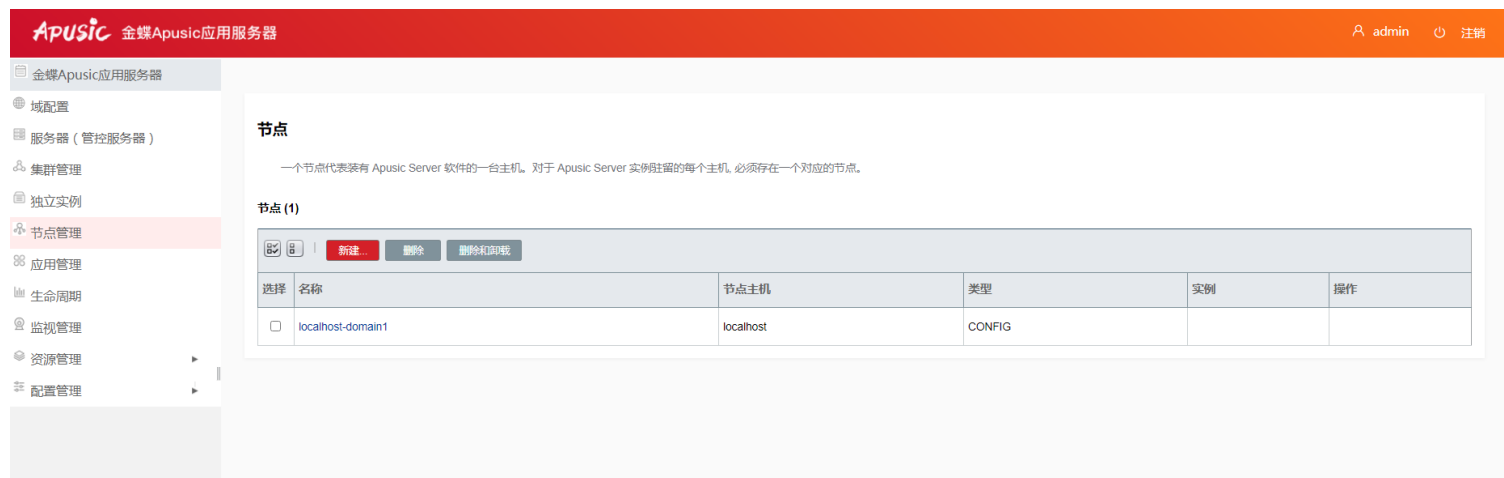 Apusic 金蝶Apusic应用服务器
admin 注销
金蝶Apusic应用服务器
域配置
服务器 ( 管控服务器 )
集群管理
独立实例
节点管理
应用管理
生命周期
监视管理
资源管理
配置管理
节点
一个节点代表装有 Apusic Server 软件的一台主机。对于 Apusic Server 实例驻留的每个主机, 必须存在一个对应的节点。
节点 (1)
新建... 删除 删除和卸载
选择 名称 节点主机 类型 实例 操作
localhost-domain1 localhost CONFIG